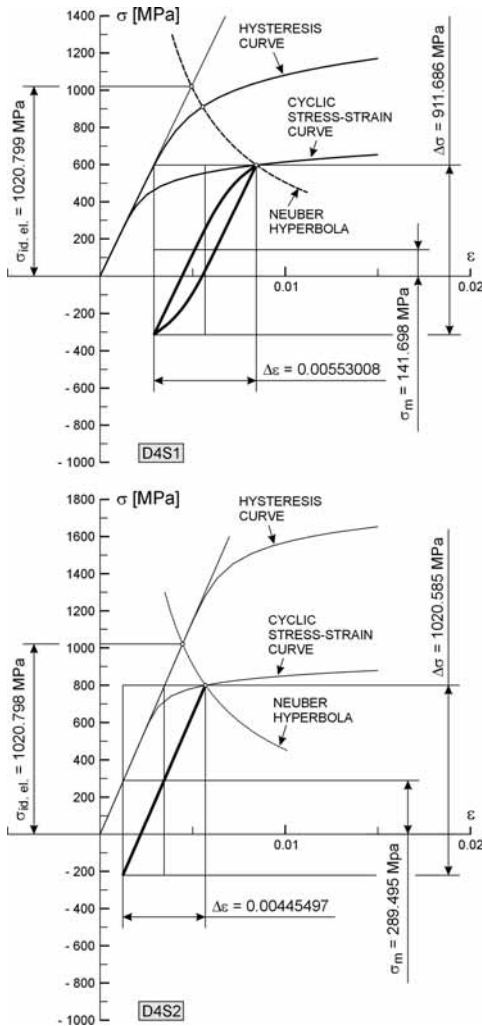 σ [MPa]
1400
1200
1000
800
600
400
200
- 200
- 400
- 600
- 800
- 1000
HYSTERESIS
CURVE
CYCLIC
STRESS-STRAIN
CURVE
NEUBER
HYPERBOLA
σid. el. = 1020.799 MPa
Δσ = 911.686 MPa
ε
0.01
0.02
σm = 141.698 MPa
Δε = 0.00553008
D4S1
σ [MPa]
1800
1600
1400
1200
1000
800
600
400
200
- 200
- 400
- 600
- 800
- 1000
HYSTERESIS
CURVE
CYCLIC
STRESS-STRAIN
CURVE
NEUBER
HYPERBOLA
σid. el. = 1020.798 MPa
Δσ = 1020.585 MPa
ε
0.01
0.02
σm = 289.495 Mpa
Δε = 0.00445497
D4S2